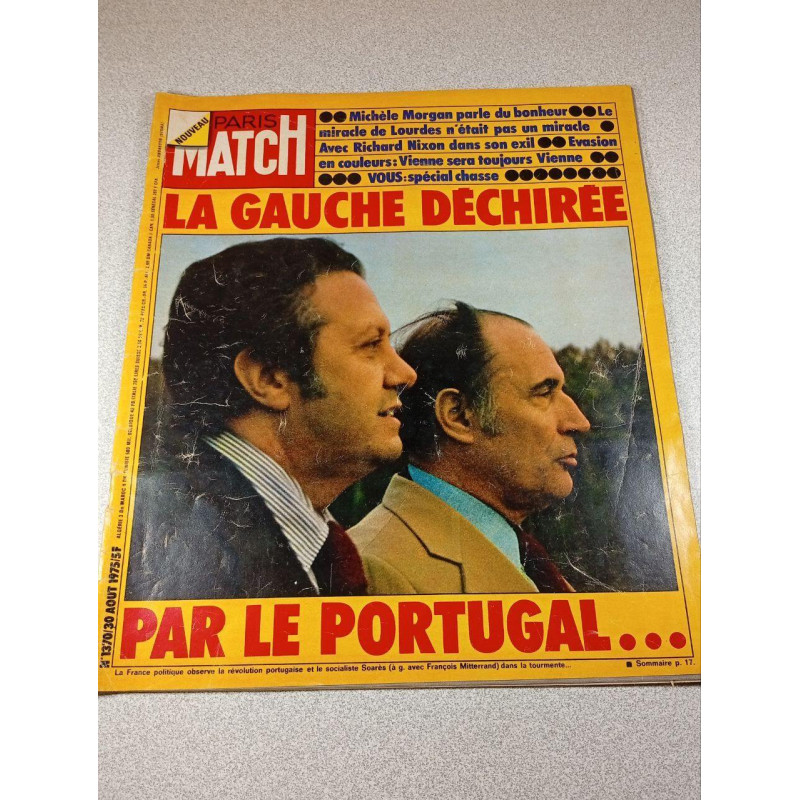 NOUVEAU
PARIS
MATCH
●● Michèle Morgan parle du bonheur ●● Le
miracle de Lourdes n'était pas un miracle ●
Avec Richard Nixon dans son exil ●● Evasion
en couleurs: Vienne sera toujours Vienne ●●
●●● VOUS: spécial chasse ●●●●●●●●
LA GAUCHE DÉCHIRÉE
N° 1370/30 AOUT 1975/5F
PAR LE PORTUGAL...
La France politique observe la révolution portugaise et le socialiste Soarès (à g. avec François Mitterrand) dans la tourmente...
■ Sommaire p. 17.